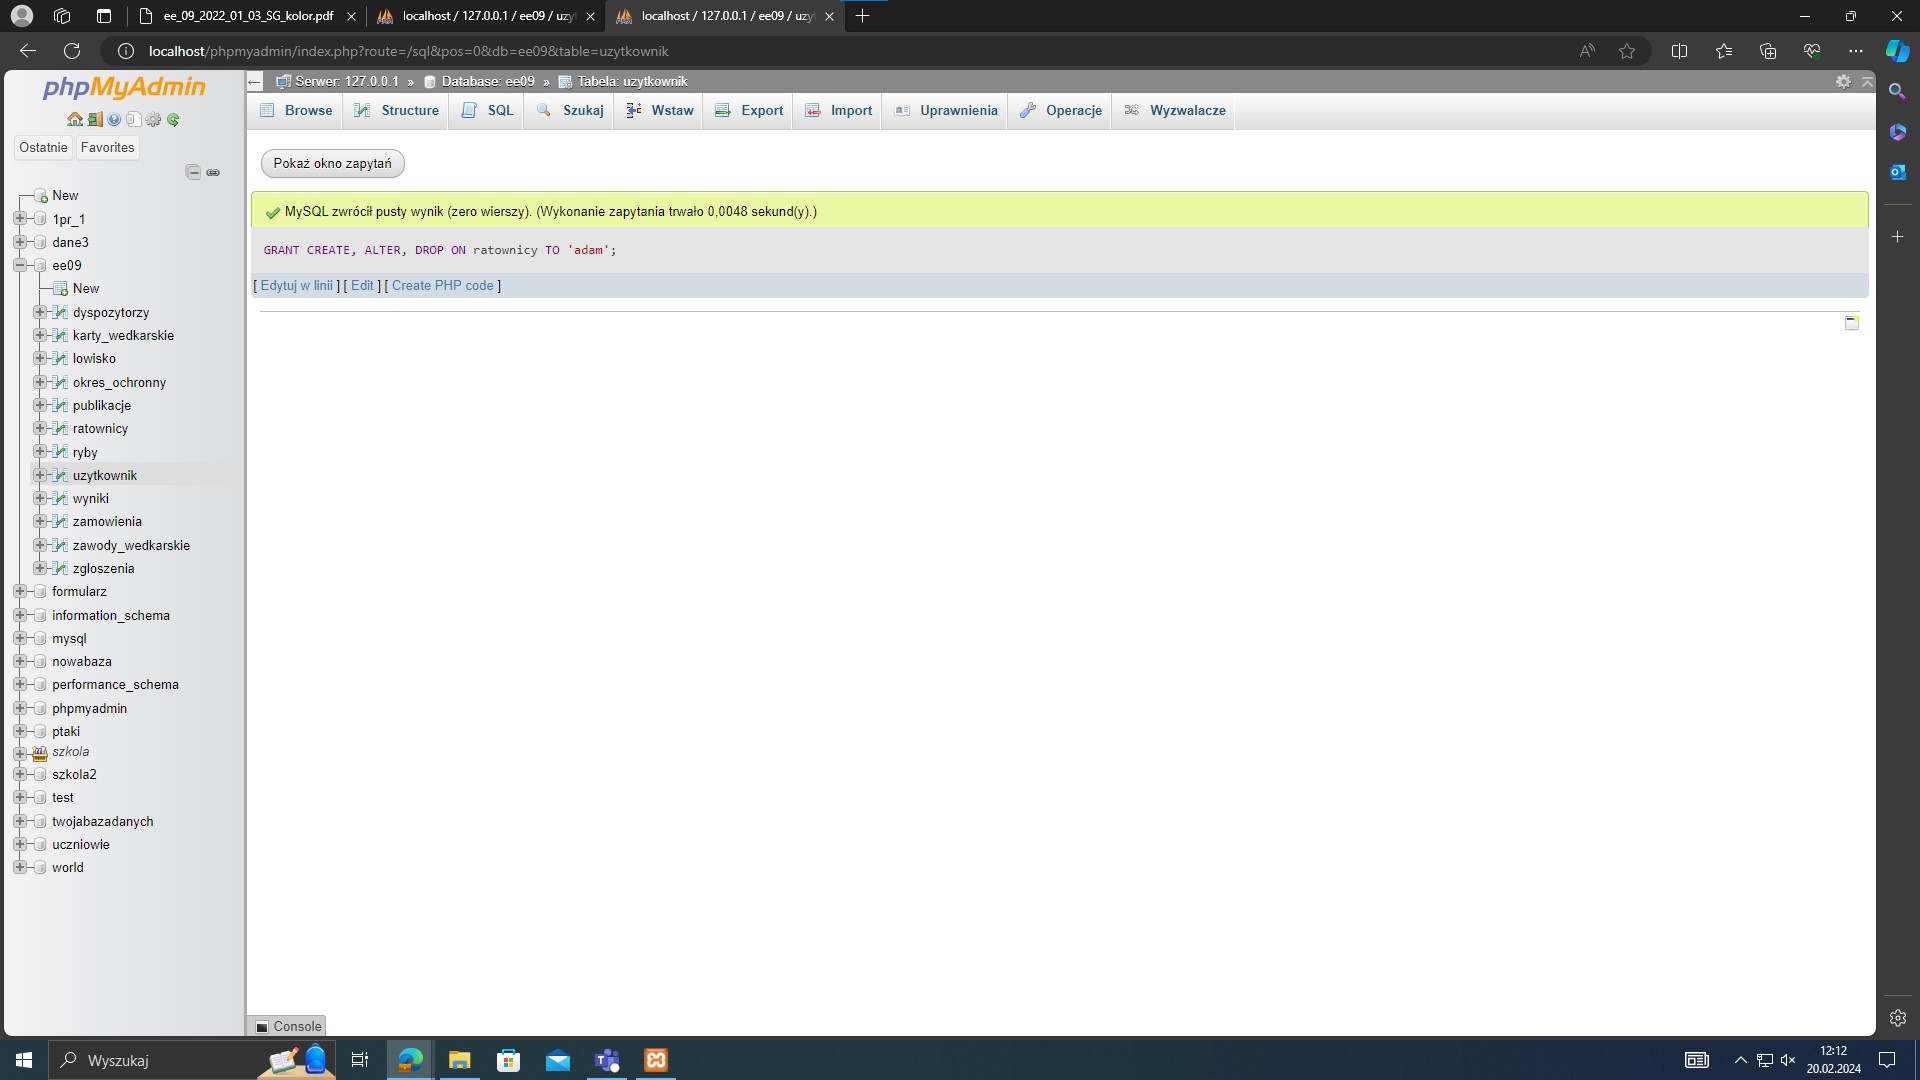 ee_09_2022_01_03_SG_kolor.pdf
localhost / 127.0.0.1 / ee09 / uzy
localhost / 127.0.0.1 / ee09 / uzy
localhost/phpmyadmin/index.php?route=/sql&pos=0&db=ee09&table=uzytkownik
phpMyAdmin
Ostatnie
Favorites
New
1pr_1
dane3
ee09
New
dyspozytorzy
karty_wedkarskie
lowisko
okres_ochronny
publikacje
ratownicy
ryby
uzytkownik
wyniki
zamowienia
zawody_wedkarskie
zgloszenia
formularz
information_schema
mysql
nowabaza
performance_schema
phpmyadmin
ptaki
szkola
szkola2
test
twojabazadanych
uczniowie
world
Serwer: 127.0.0.1 » Database: ee09 » Tabela: uzytkownik
Browse Structure SQL Szukaj Wstaw Export Import Uprawnienia Operacje Wyzwalacze
Pokaż okno zapytań
MySQL zwrócił pusty wynik (zero wierszy). (Wykonanie zapytania trwało 0,0048 sekund(y).)
GRANT CREATE, ALTER, DROP ON ratownicy TO 'adam';
[ Edytuj w linii ] [ Edit ] [ Create PHP code ]
Console
Wyszukaj
12:12
20.02.2024